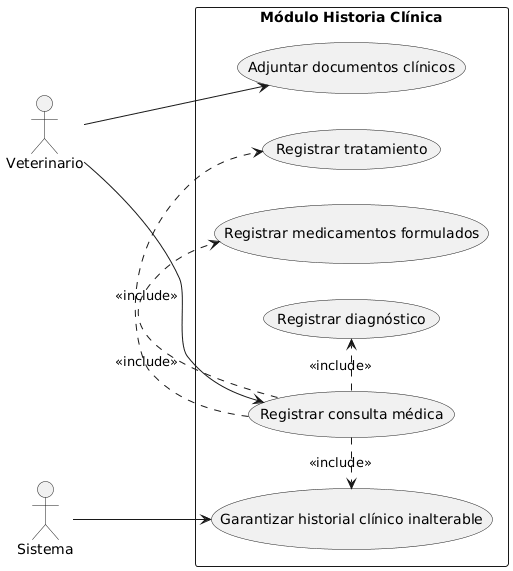 Módulo Historia Clínica
Adjuntar documentos clínicos
Veterinario
Registrar tratamiento
Registrar medicamentos formulados
«include»
Registrar diagnóstico
«include»
«include»
Registrar consulta médica
«include»
Garantizar historial clínico inalterable
Sistema